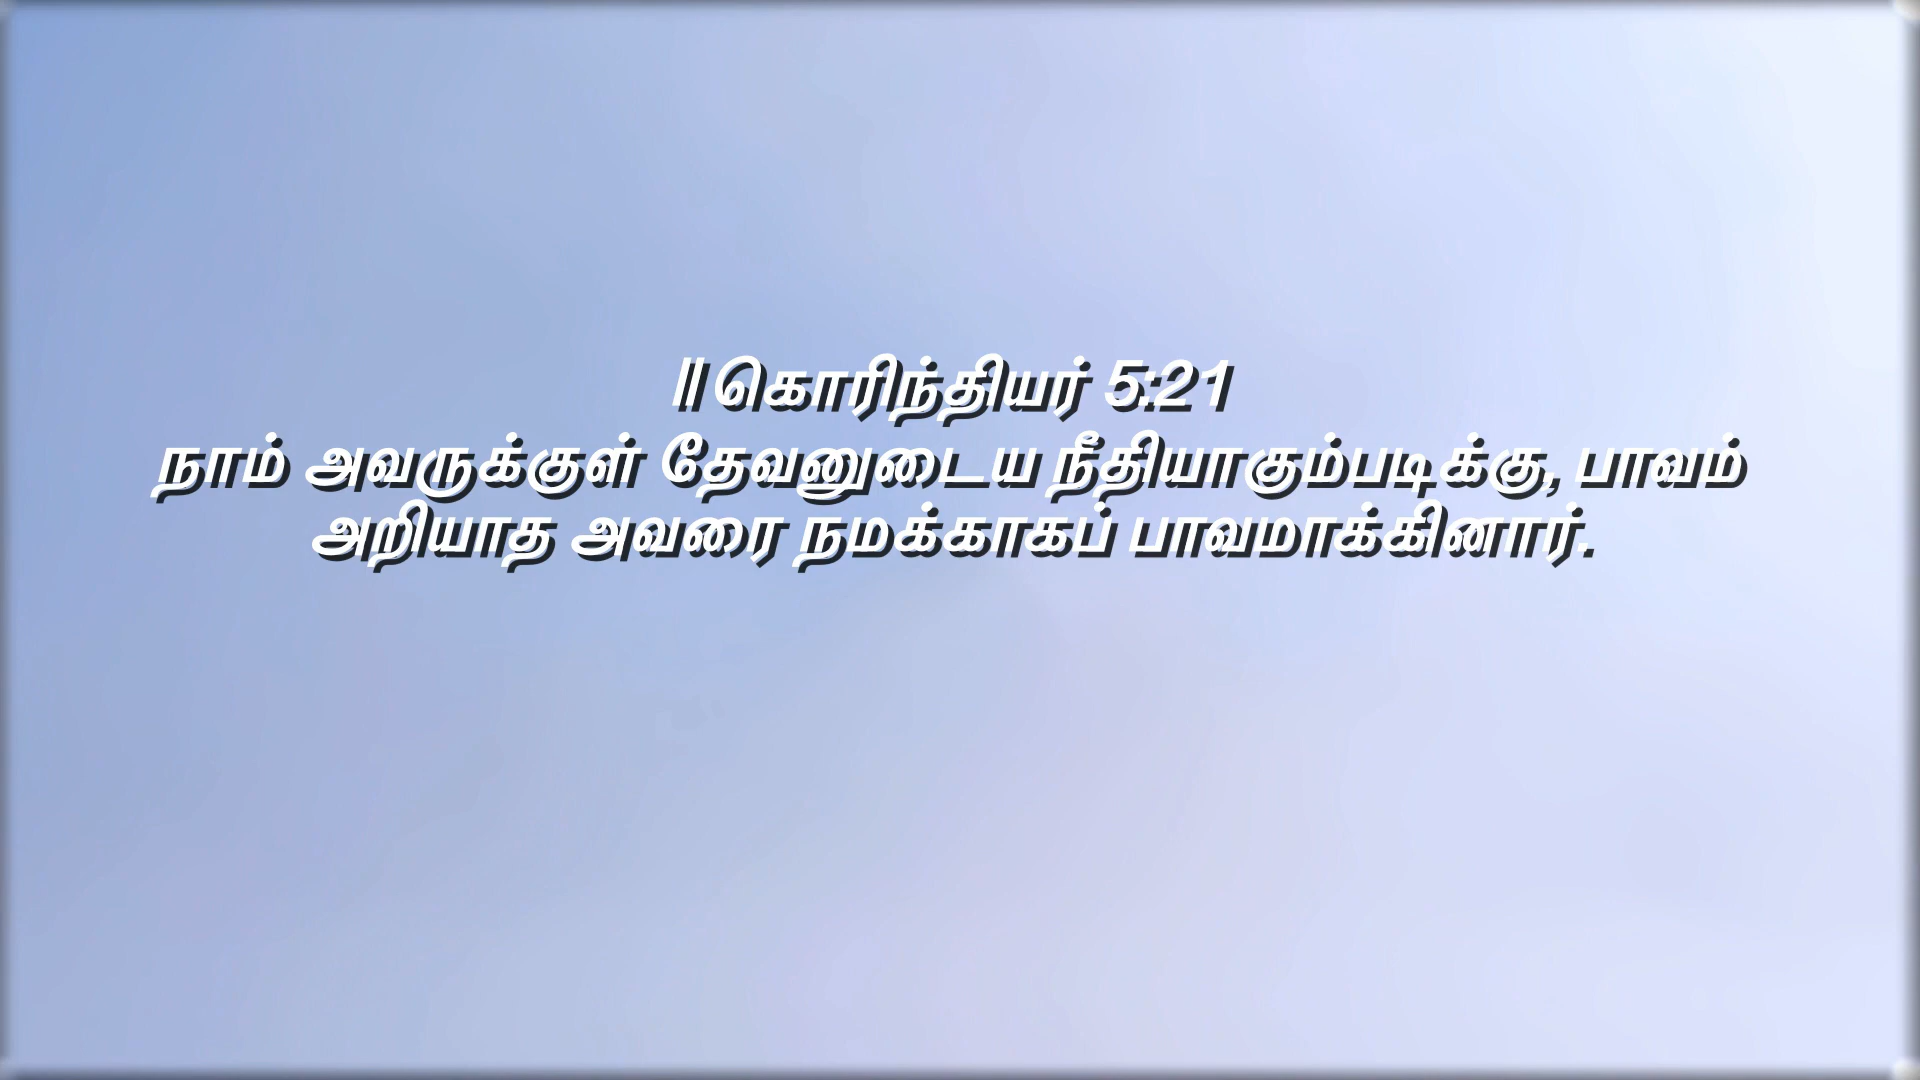 II கொரிந்தியர் 5:21
நாம் அவருக்குள் தேவனுடைய நீதியாகும்படிக்கு, பாவம்
அறியாத அவரை நமக்காகப் பாவமாக்கினார்.